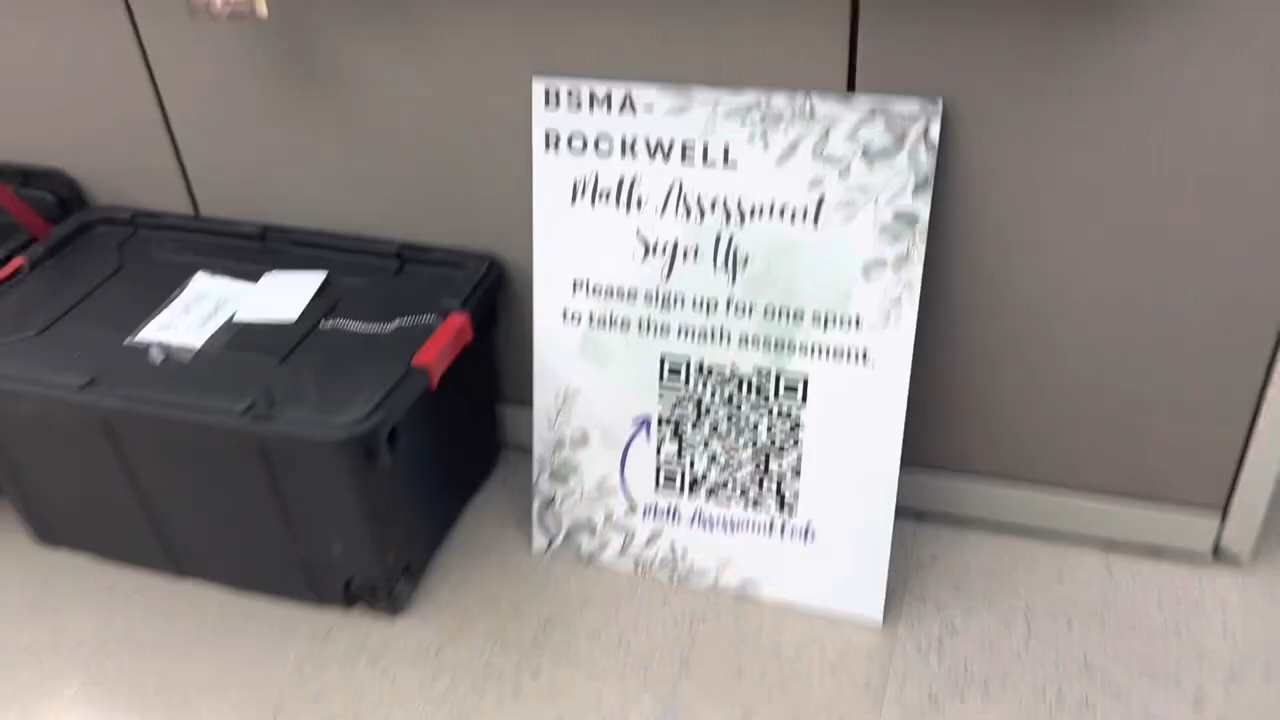 BSMA-
ROCKWELL
Math Assessment
Sign Up
Please sign up for one spot
to take the math assessment.
Math Assessment